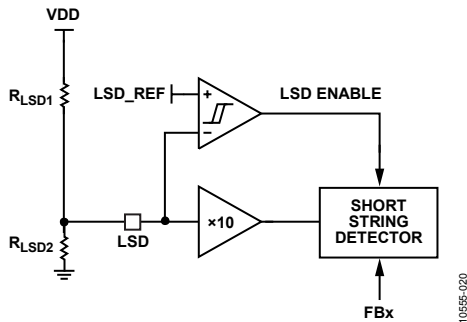 VDD
RLSD1
LSD_REF
+
LSD ENABLE
−
×10
SHORT
STRING
DETECTOR
LSD
RLSD2
FBx
10555-020